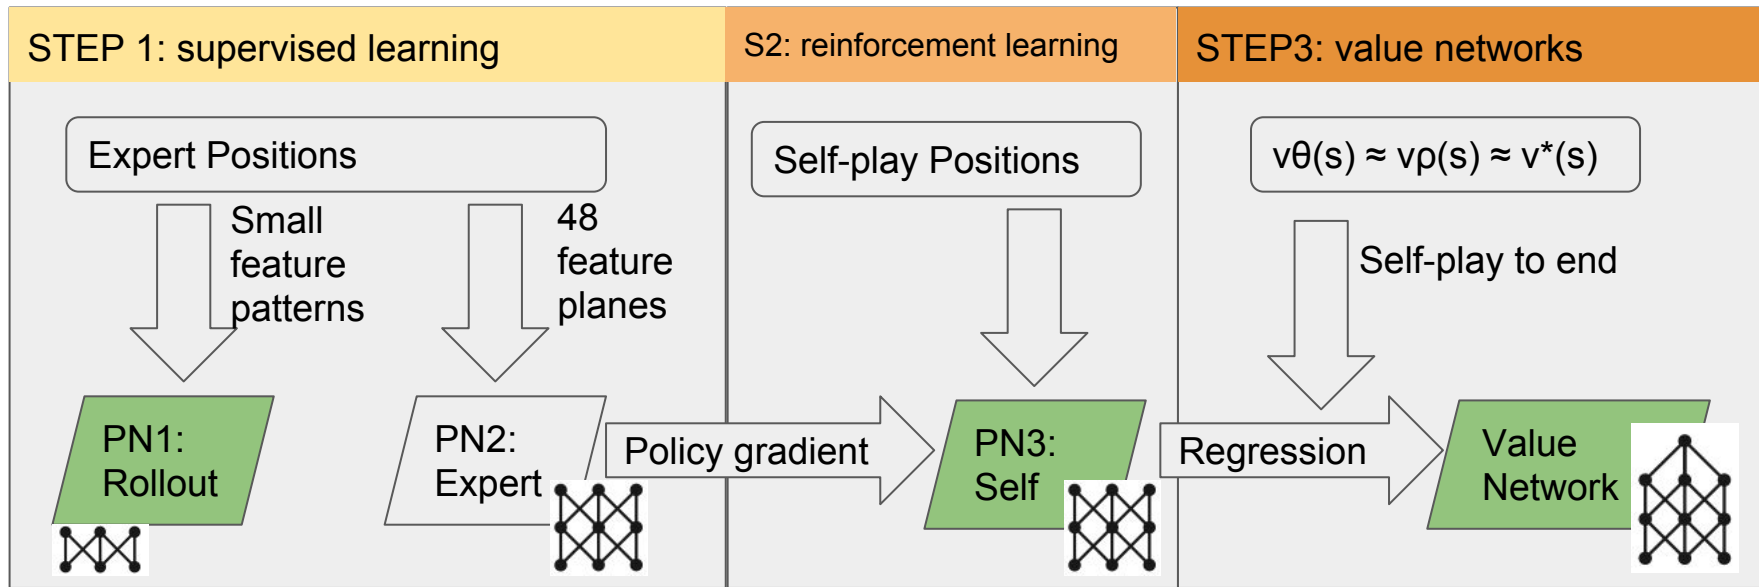 STEP 1: supervised learning
S2: reinforcement learning
STEP3: value networks
Expert Positions
Small
feature
patterns
48
feature
planes
PN1:
Rollout
PN2:
Expert
Policy gradient
Self-play Positions
PN3:
Self
vθ(s) ≈ vρ(s) ≈ v*(s)
Self-play to end
Regression
Value
Network